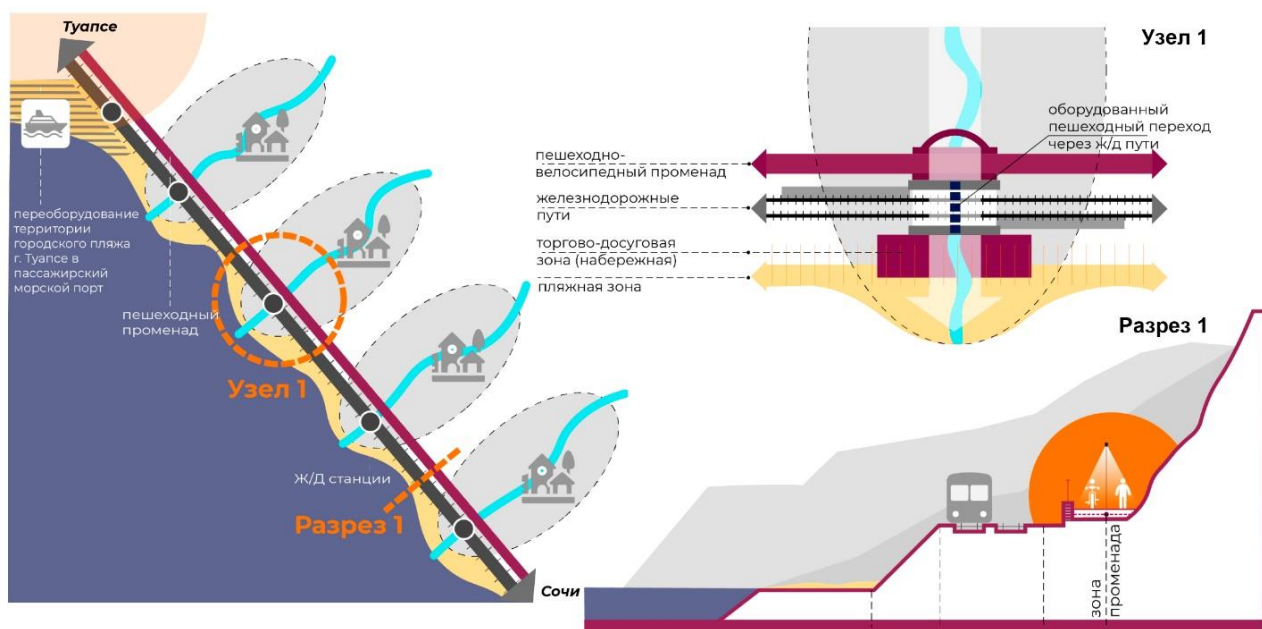 Туапсе
переоборудование
территории
городского пляжа
г. Туапсе в
пассажирский
морской порт
пешеходный
променад
Узел 1
Ж/Д станции
Разрез 1
Сочи
Узел 1
оборудованный
пешеходный переход
через ж/д пути
пешеходно-
велосипедный променад
железнодорожные
пути
торгово-досуговая
зона (набережная)
пляжная зона
Разрез 1
зона
променада